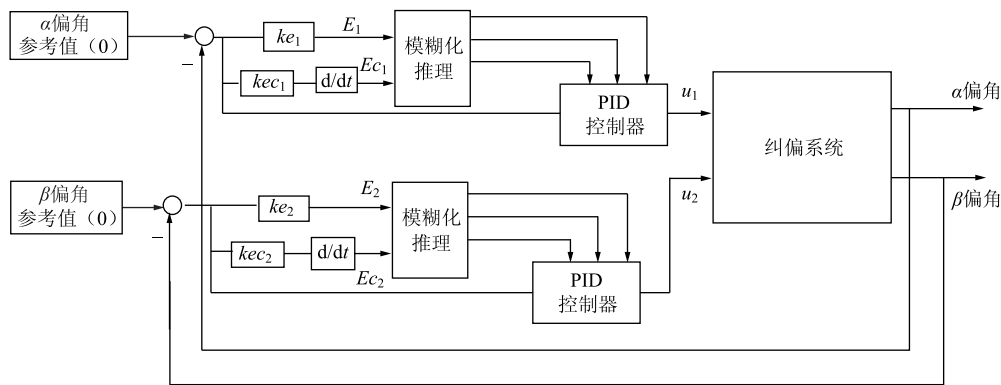 α偏角
参考值（0）
−
ke₁
E₁
kec₁
d/dt
Ec₁
模糊化
推理
PID
控制器
u₁
纠偏系统
α偏角
β偏角
β偏角
参考值（0）
−
ke₂
E₂
kec₂
d/dt
Ec₂
模糊化
推理
PID
控制器
u₂